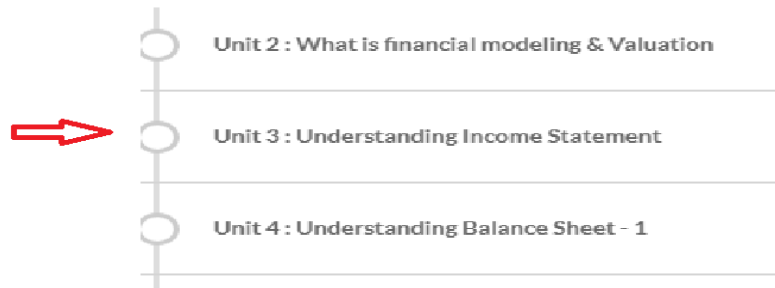 Unit 2 : What is financial modeling & Valuation
Unit 3 : Understanding Income Statement
Unit 4 : Understanding Balance Sheet - 1